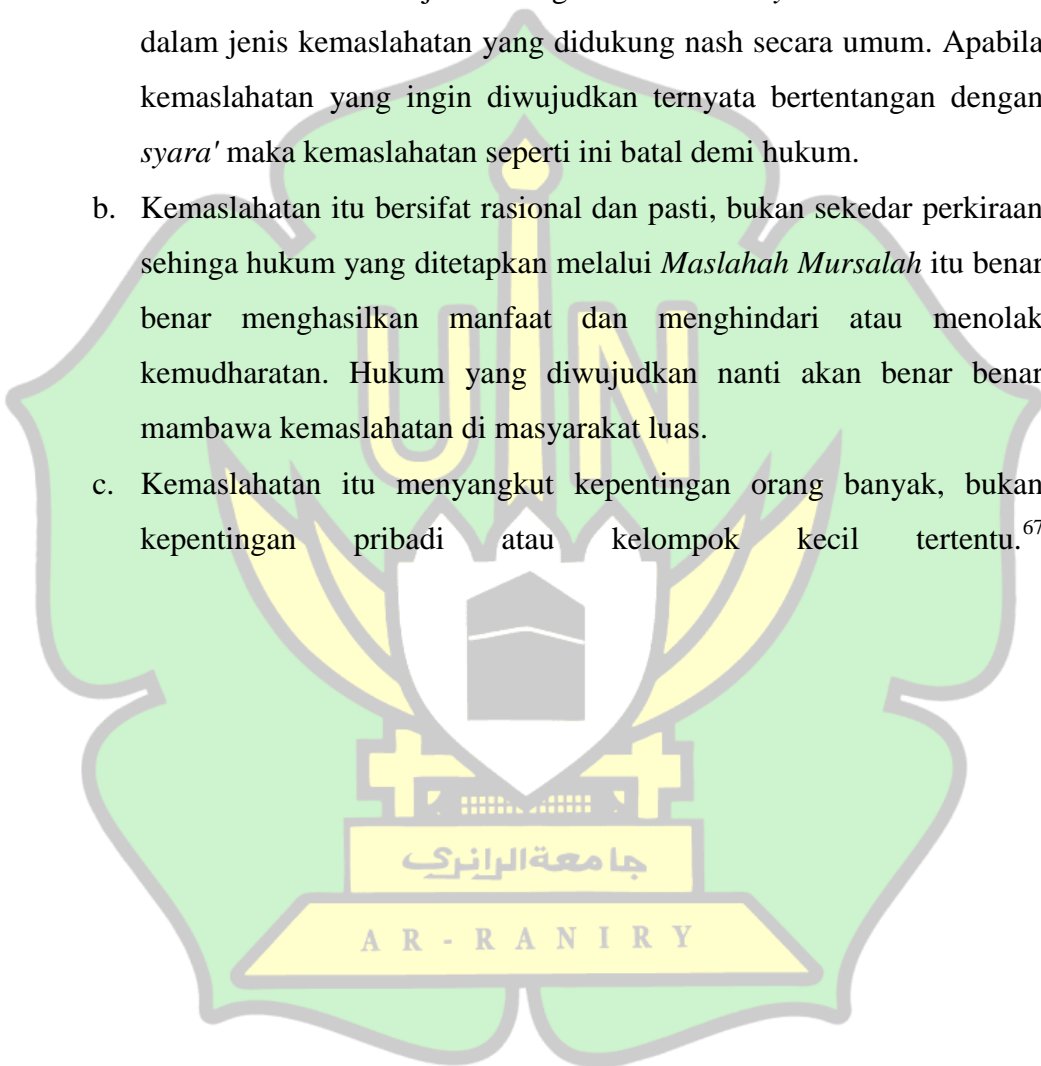 dalam jenis kemaslahatan yang didukung nash secara umum. Apabila
kemaslahatan yang ingin diwujudkan ternyata bertentangan dengan
syara' maka kemaslahatan seperti ini batal demi hukum.
b. Kemaslahatan itu bersifat rasional dan pasti, bukan sekedar perkiraan
sehinga hukum yang ditetapkan melalui Maslahah Mursalah itu benar
benar menghasilkan manfaat dan menghindari atau menolak
kemudharatan. Hukum yang diwujudkan nanti akan benar benar
mambawa kemaslahatan di masyarakat luas.
c. Kemaslahatan itu menyangkut kepentingan orang banyak, bukan
kepentingan pribadi atau kelompok kecil tertentu.67
UIN
جامعةالرانري
AR-RANIRY